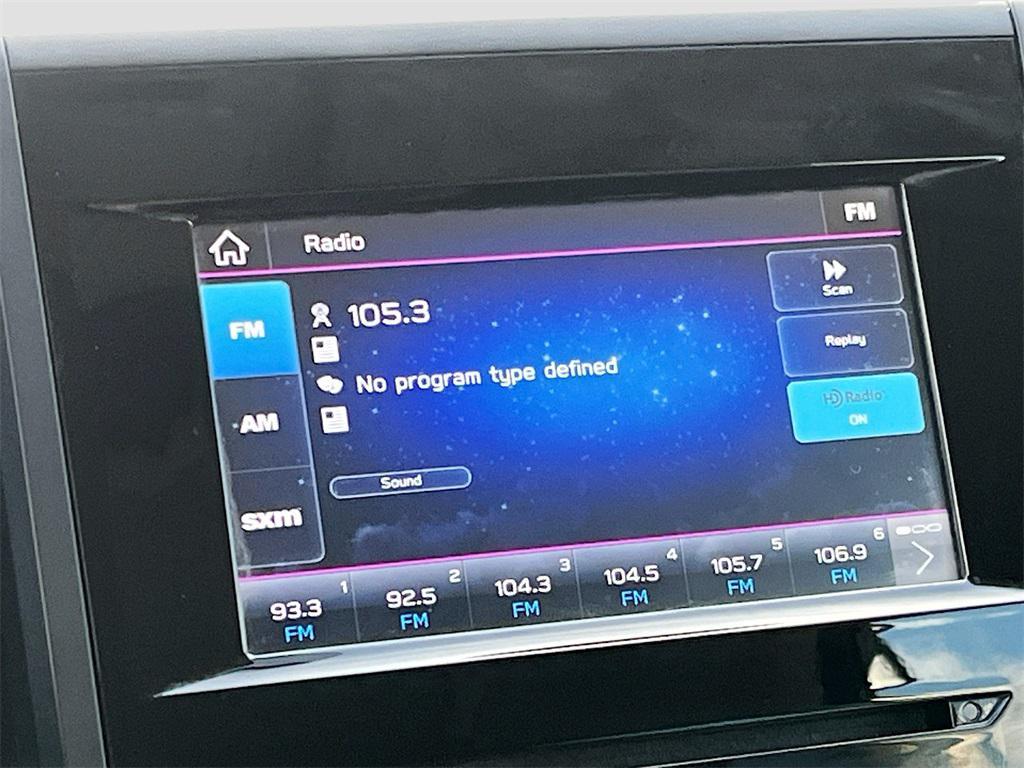 Radio
FM
FM
AM
sxm
105.3
No program type defined
Sound
Scan
Replay
HD Radio
ON
1
93.3
FM
2
92.5
FM
3
104.3
FM
4
104.5
FM
5
105.7
FM
6
106.9
FM